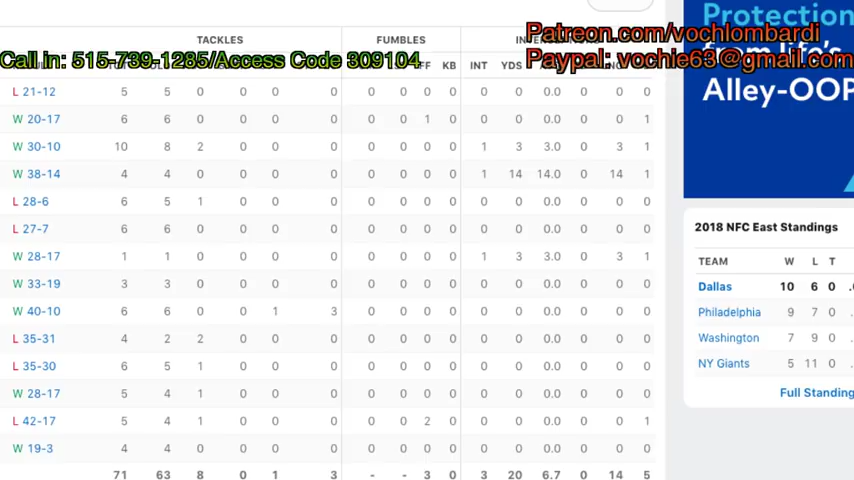 Protection
Patreon.com/vochlombardi
from life's
TACKLES FUMBLES
Call in: 515-739-1285/Access Code 309104
Paypal: vochie63@gmail.com
FF KB INT YDS
Alley-OOP
L 21-12 5 5 0 0 0 0 0 0 0 0 0 0 0.0 0 0 0
W 20-17 6 6 0 0 0 0 0 0 1 0 0 0 0.0 0 0 1
W 30-10 10 8 2 0 0 0 0 0 0 0 1 3 3.0 0 3 1
W 38-14 4 4 0 0 0 0 0 0 0 0 1 14 14.0 0 14 1
L 28-6 6 5 1 0 0 0 0 0 0 0 0 0 0.0 0 0 0
L 27-7 6 6 0 0 0 0 0 0 0 0 0 0 0.0 0 0 0
W 28-17 1 1 0 0 0 0 0 0 0 0 1 3 3.0 0 3 1
W 33-19 3 3 0 0 0 0 0 0 0 0 0 0 0.0 0 0 0
W 40-10 6 6 0 0 1 3 0 0 0 0 0 0 0.0 0 0 0
L 35-31 4 2 2 0 0 0 0 0 0 0 0 0 0.0 0 0 0
L 35-30 6 5 1 0 0 0 0 0 0 0 0 0 0.0 0 0 0
W 28-17 5 4 1 0 0 0 0 0 0 0 0 0 0.0 0 0 0
L 42-17 5 4 1 0 0 0 0 0 2 0 0 0 0.0 0 0 1
W 19-3 4 4 0 0 0 0 0 0 0 0 0 0 0.0 0 0 0
71 63 8 0 1 3 - - 3 0 3 20 6.7 0 14 5
2018 NFC East Standings
TEAM W L T
Dallas 10 6 0
Philadelphia 9 7 0
Washington 7 9 0
NY Giants 5 11 0
Full Standing